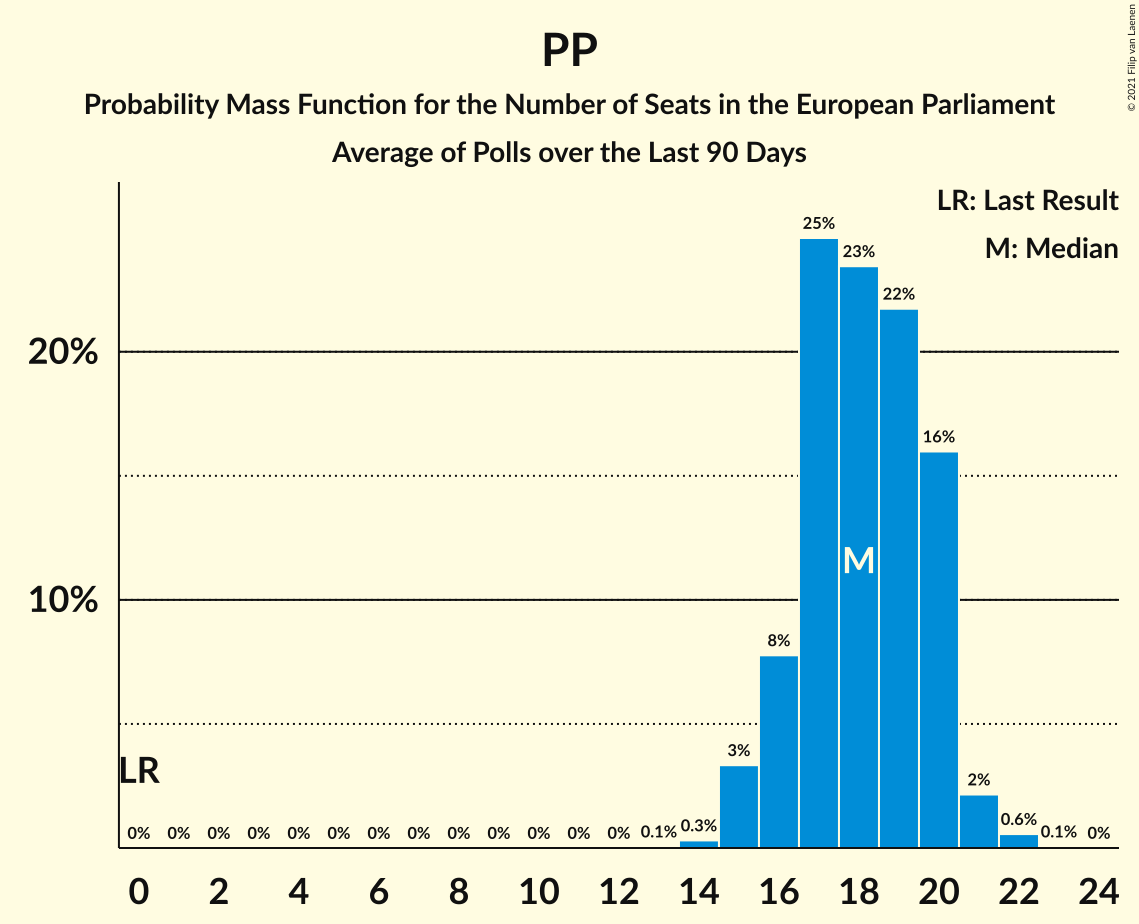 PP
Probability Mass Function for the Number of Seats in the European Parliament
Average of Polls over the Last 90 Days
© 2021 Filip van Laenen
LR: Last Result
M: Median
25%
23%
22%
20%
16%
M
10%
8%
3%
LR
2%
0% 0% 0% 0% 0% 0% 0% 0% 0% 0% 0% 0% 0% 0.1% 0.3% 0.6% 0.1% 0%
0 2 4 6 8 10 12 14 16 18 20 22 24